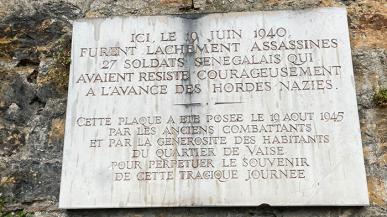 ICI, LE 19 JUIN 1940,
FURENT LACHEMENT ASSASSINES
27 SOLDATS SENEGALAIS QUI
AVAIENT RESISTE COURAGEUSEMENT
A L'AVANCE DES HORDES NAZIES.
CETTE PLAQUE A ETE POSEE LE 19 AOUT 1945
PAR LES ANCIENS COMBATTANTS
ET PAR LA GENEROSITE DES HABITANTS
DU QUARTIER DE VAISE
POUR PERPETUER LE SOUVENIR
DE CETTE TRAGIQUE JOURNEE